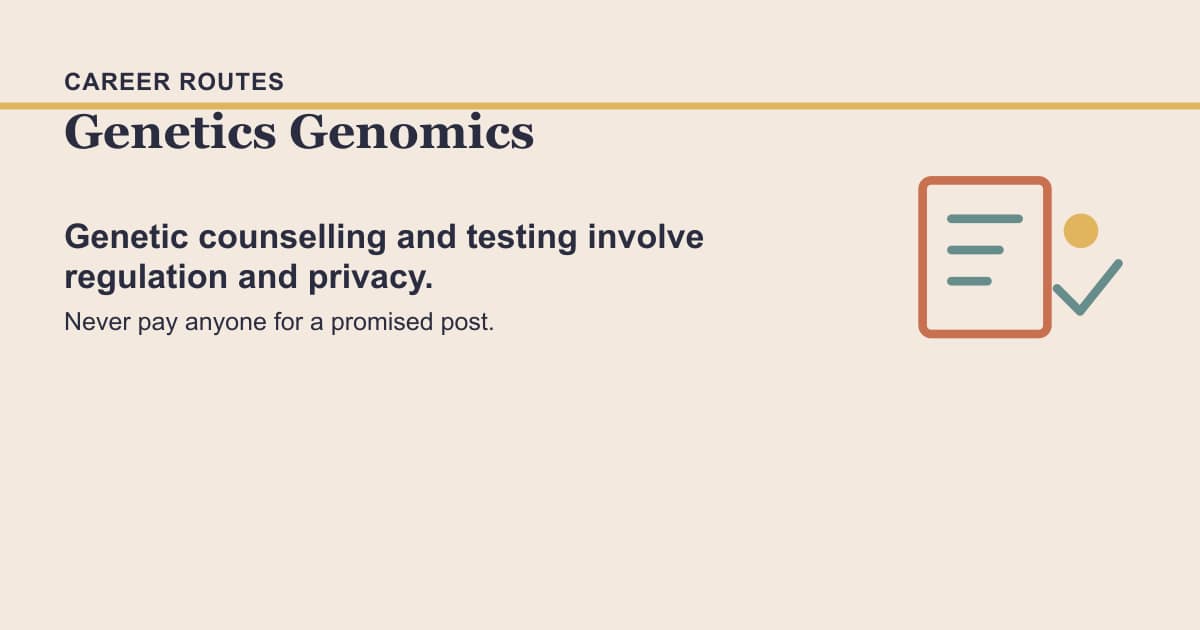 CAREER ROUTES
Genetics Genomics
Genetic counselling and testing involve
regulation and privacy.
Never pay anyone for a promised post.